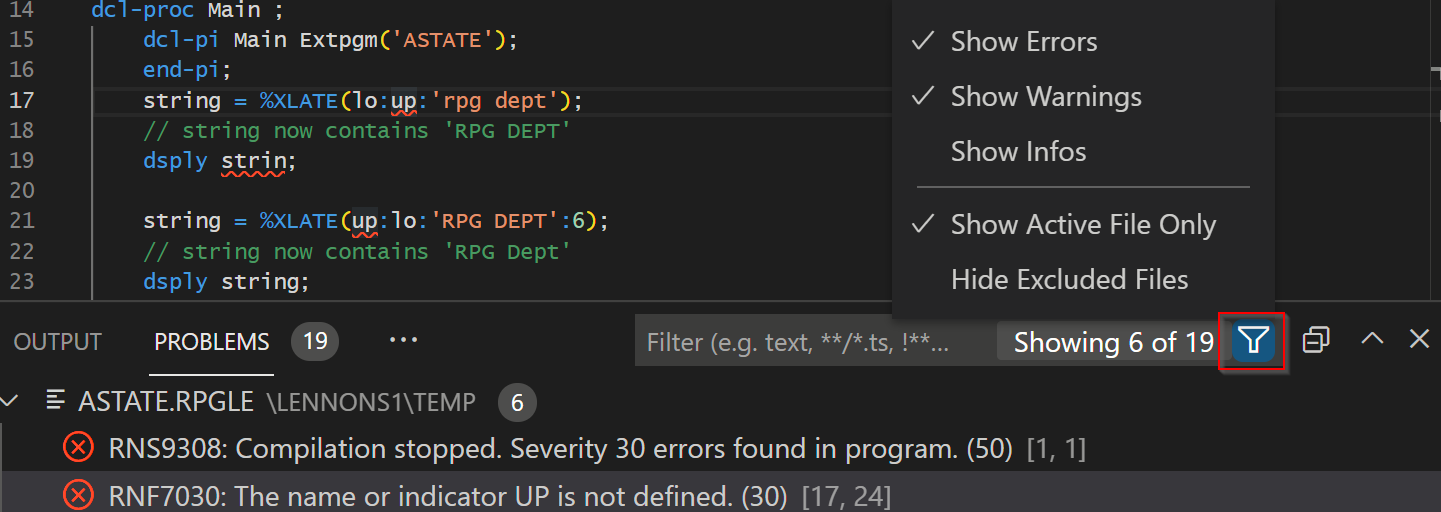 14 dcl-proc Main ;
15 dcl-pi Main Extpgm('ASTATE');
16 end-pi;
17 string = %XLATE(lo:up:'rpg dept');
18 // string now contains 'RPG DEPT'
19 dsply strin;
20
21 string = %XLATE(up:lo:'RPG DEPT':6);
22 // string now contains 'RPG Dept'
23 dsply string;
✓ Show Errors
✓ Show Warnings
Show Infos
✓ Show Active File Only
Hide Excluded Files
OUTPUT PROBLEMS 19 ··· Filter (e.g. text, **/*.ts, !**... Showing 6 of 19
ASTATE.RPGLE \LENNONS1\TEMP 6
RNS9308: Compilation stopped. Severity 30 errors found in program. (50) [1, 1]
RNF7030: The name or indicator UP is not defined. (30) [17, 24]